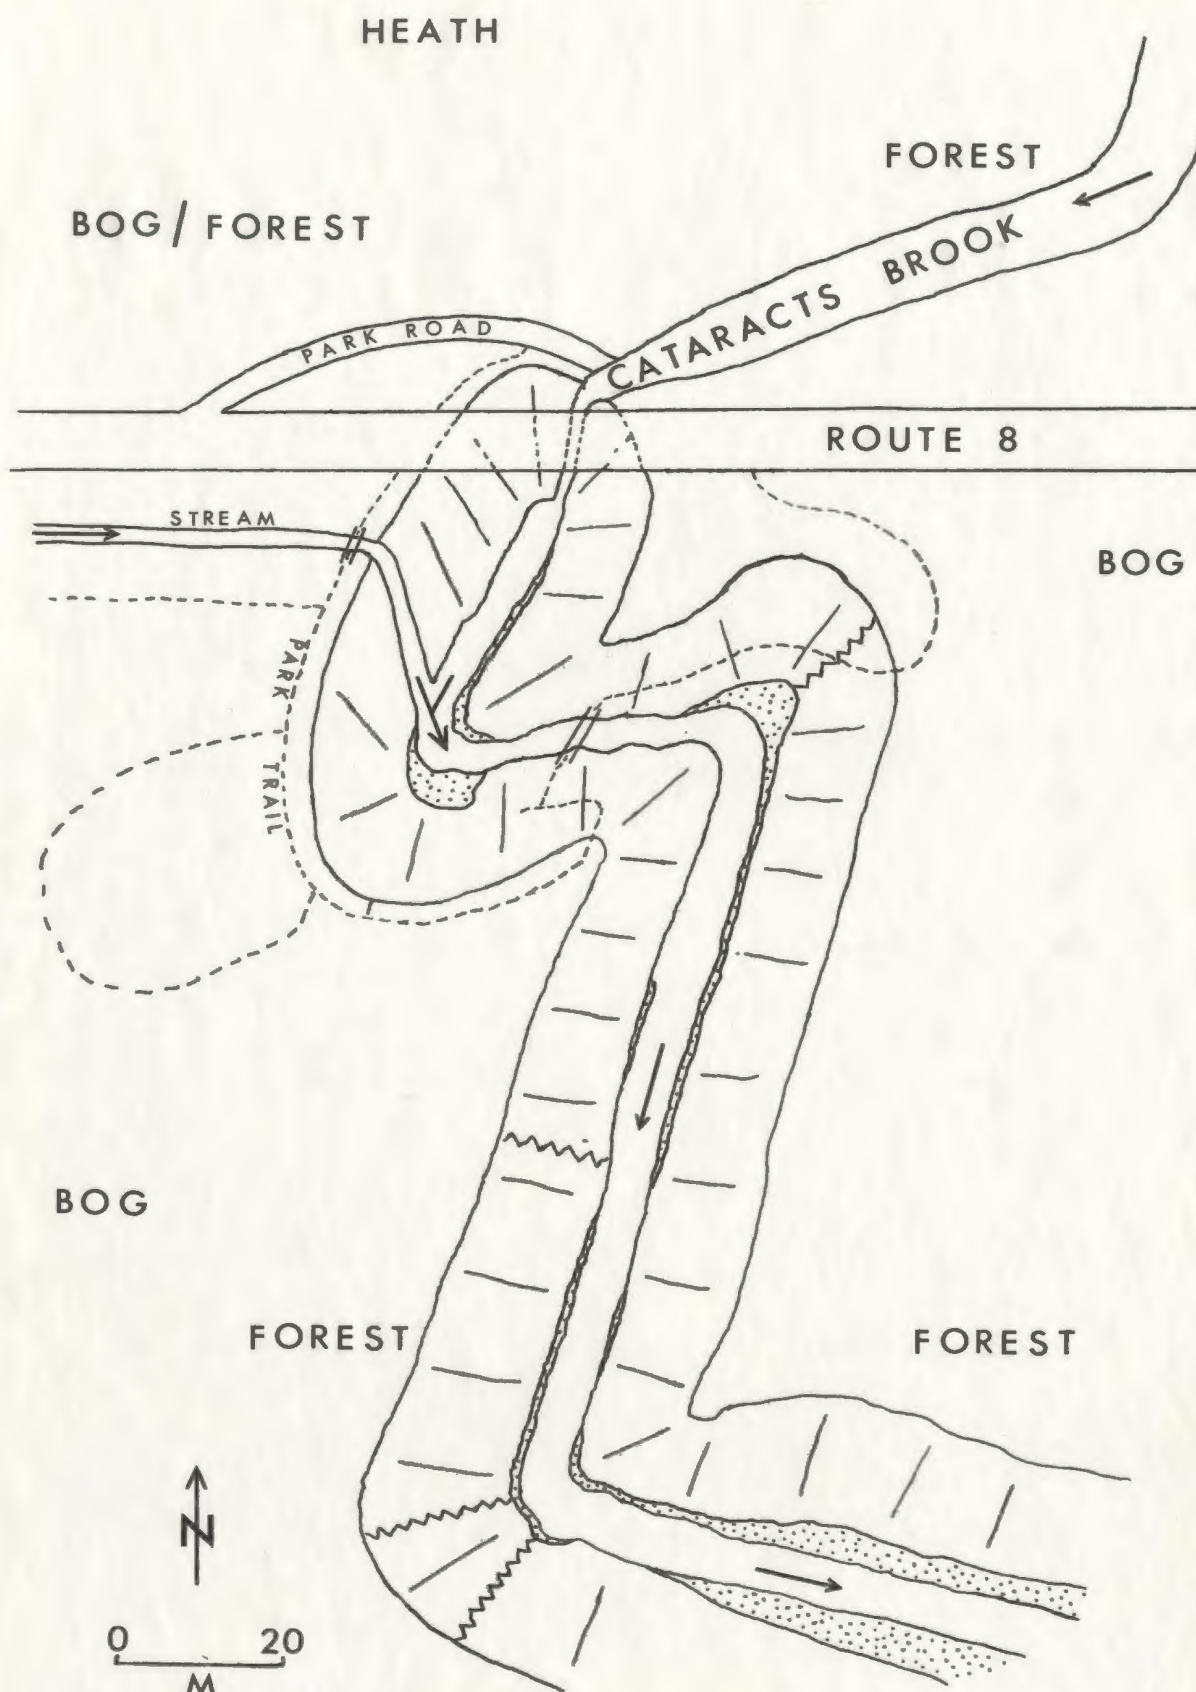 HEATH
FOREST
BOG / FOREST
CATARACTS BROOK
PARK ROAD
ROUTE 8
STREAM
BOG
PARK TRAIL
BOG
FOREST
FOREST
N
0 20
M